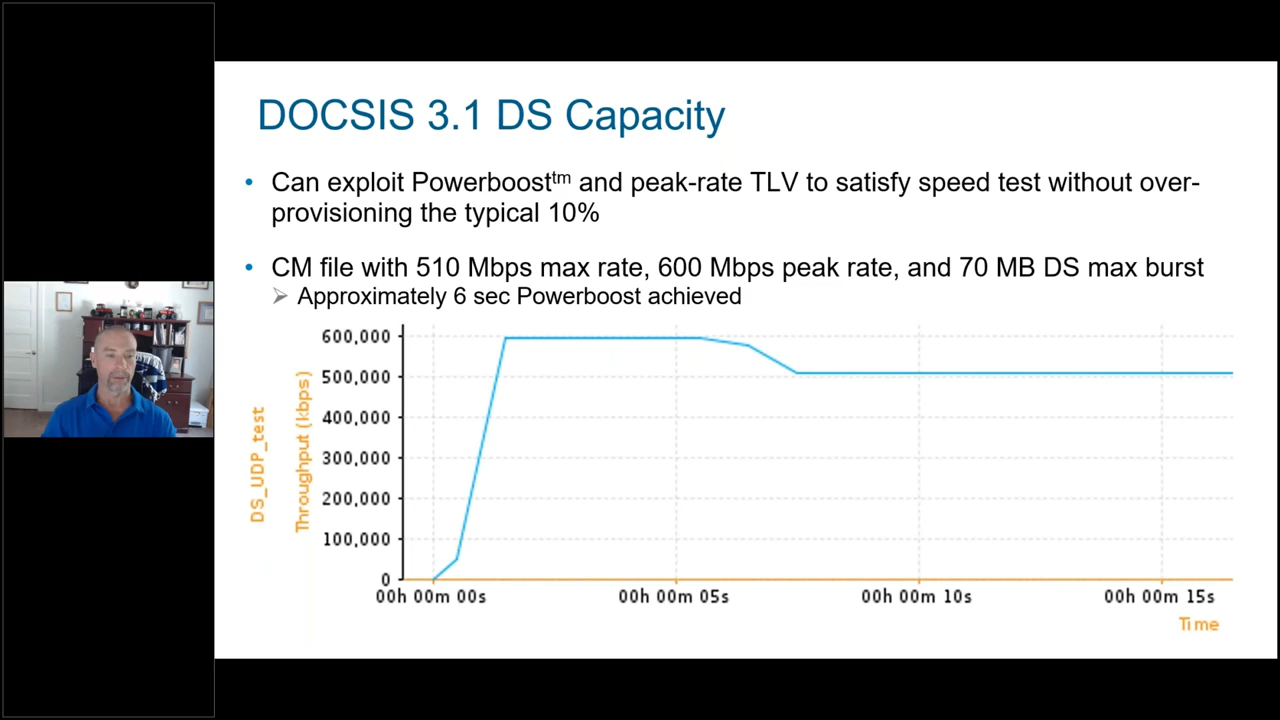 DOCSIS 3.1 DS Capacity
• Can exploit Powerboost™ and peak-rate TLV to satisfy speed test without over-
provisioning the typical 10%
• CM file with 510 Mbps max rate, 600 Mbps peak rate, and 70 MB DS max burst
➢ Approximately 6 sec Powerboost achieved
DS_UDP_test
Throughput (kbps)
600,000
500,000
400,000
300,000
200,000
100,000
0
00h 00m 00s 00h 00m 05s 00h 00m 10s 00h 00m 15s
Time